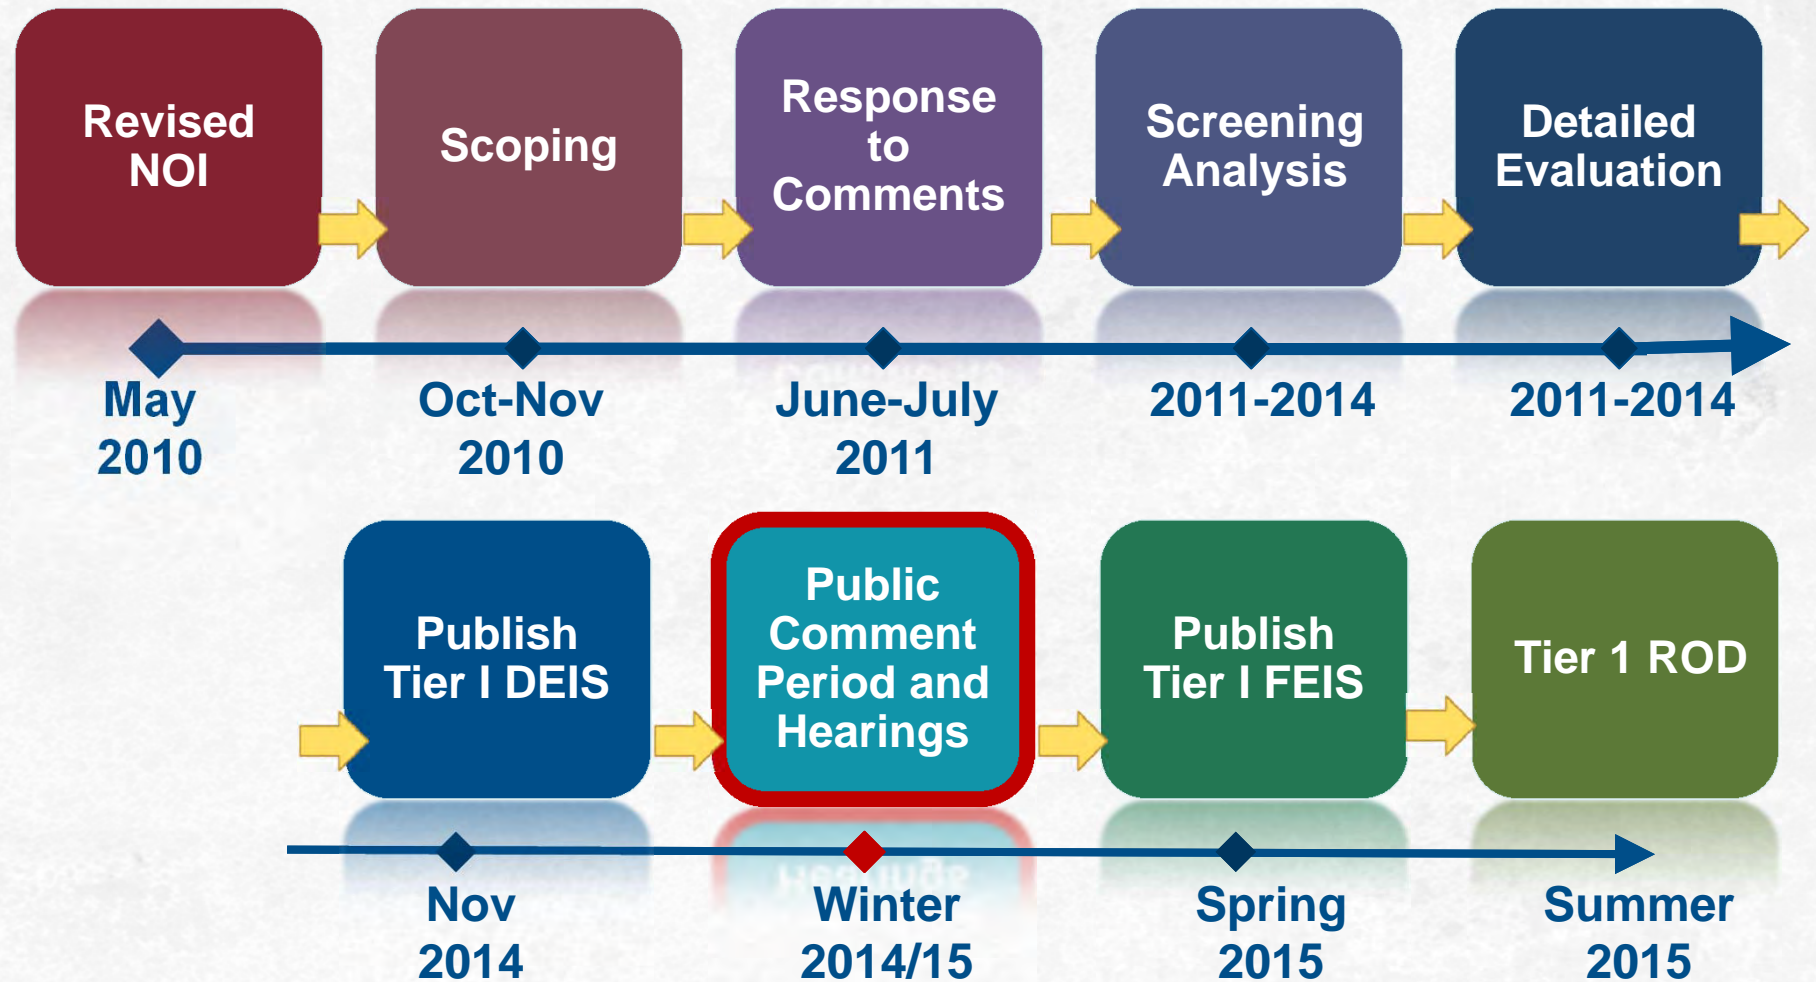 Revised
NOI
Scoping
Response
to
Comments
Screening
Analysis
Detailed
Evaluation
May
2010
Oct-Nov
2010
June-July
2011
2011-2014
2011-2014
Publish
Tier I DEIS
Public
Comment
Period and
Hearings
Publish
Tier I FEIS
Tier 1 ROD
Nov
2014
Winter
2014/15
Spring
2015
Summer
2015